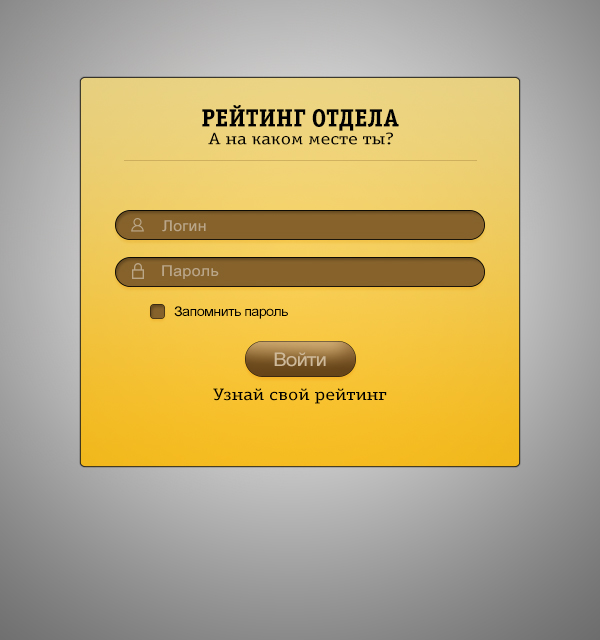 РЕЙТИНГ ОТДЕЛА
А на каком месте ты?
Логин
Пароль
Запомнить пароль
Войти
Узнай свой рейтинг